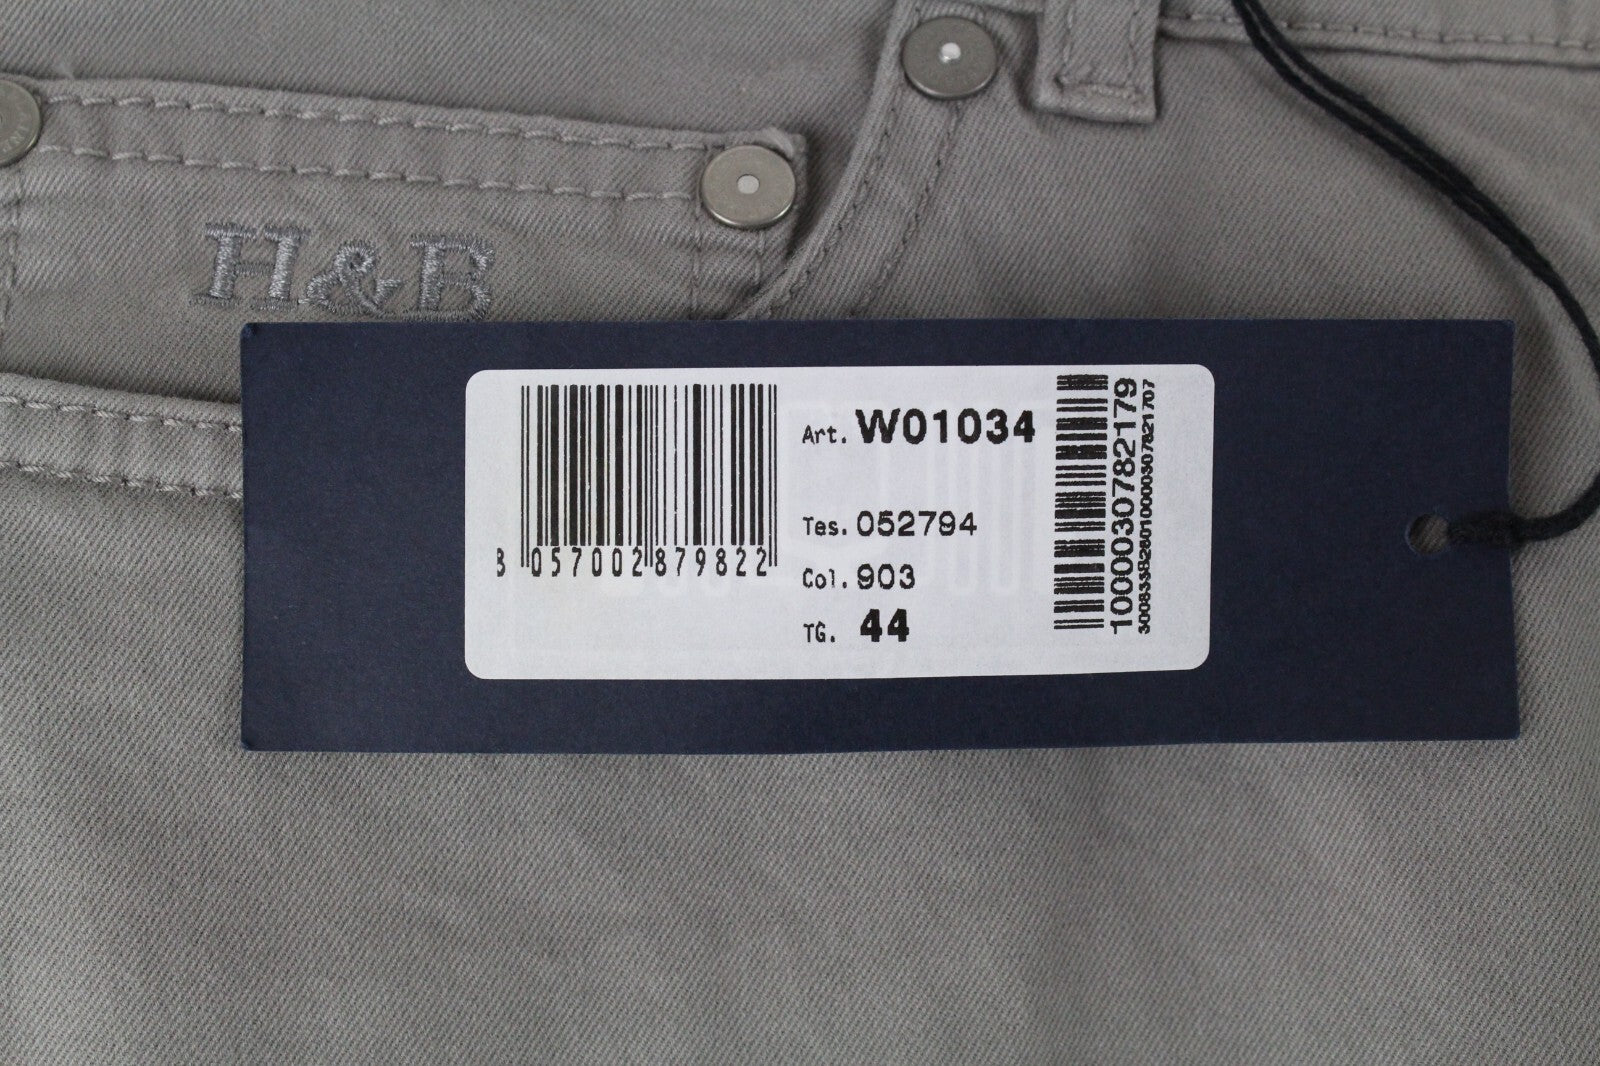 H&B
Art. W01034
Tes. 052794
Col. 903
TG. 44
8 057002 879822
1000030782179